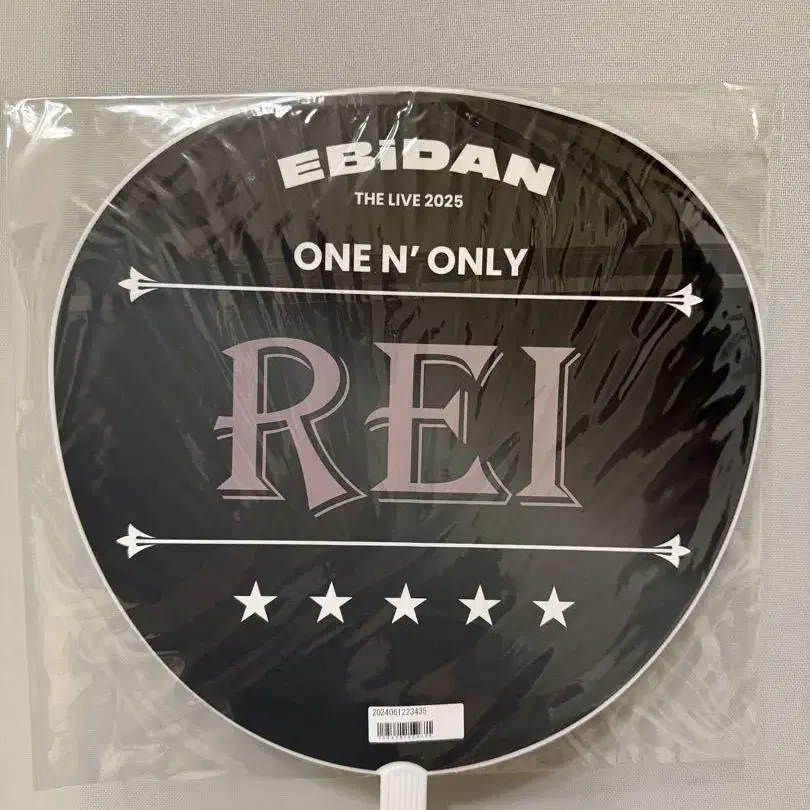 EBiDAN
THE LIVE 2025
ONE N' ONLY
REI
2024061223435